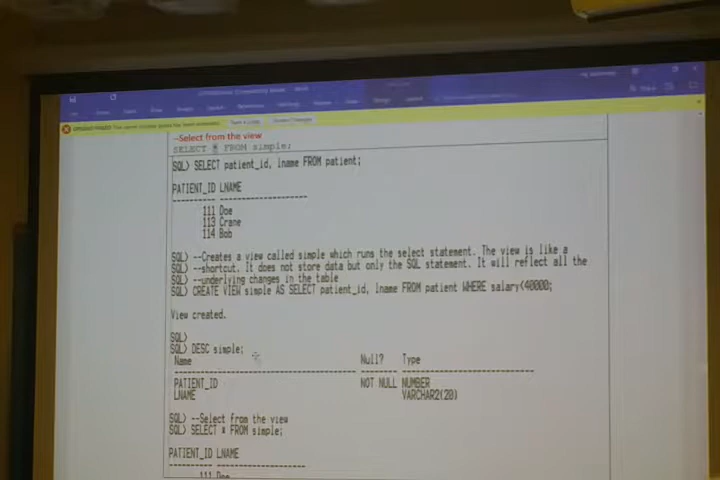 --Select from the view
SELECT * FROM simple;
SQL> SELECT patient_id, lname FROM patient;
PATIENT_ID LNAME
---------- --------------------
111 Doe
113 Crane
114 Bob
SQL> --Creates a view called simple which runs the select statement. The view is like a
SQL> --shortcut. It does not store data but only the SQL statement. It will reflect all the
SQL> --underlying changes in the table
SQL> CREATE VIEW simple AS SELECT patient_id, lname FROM patient WHERE salary<40000;
View created.
SQL>
SQL> DESC simple;
Name Null? Type
PATIENT_ID NOT NULL NUMBER
LNAME VARCHAR2(20)
SQL> --Select from the view
SQL> SELECT * FROM simple;
PATIENT_ID LNAME
---------- --------------------
111 Doe